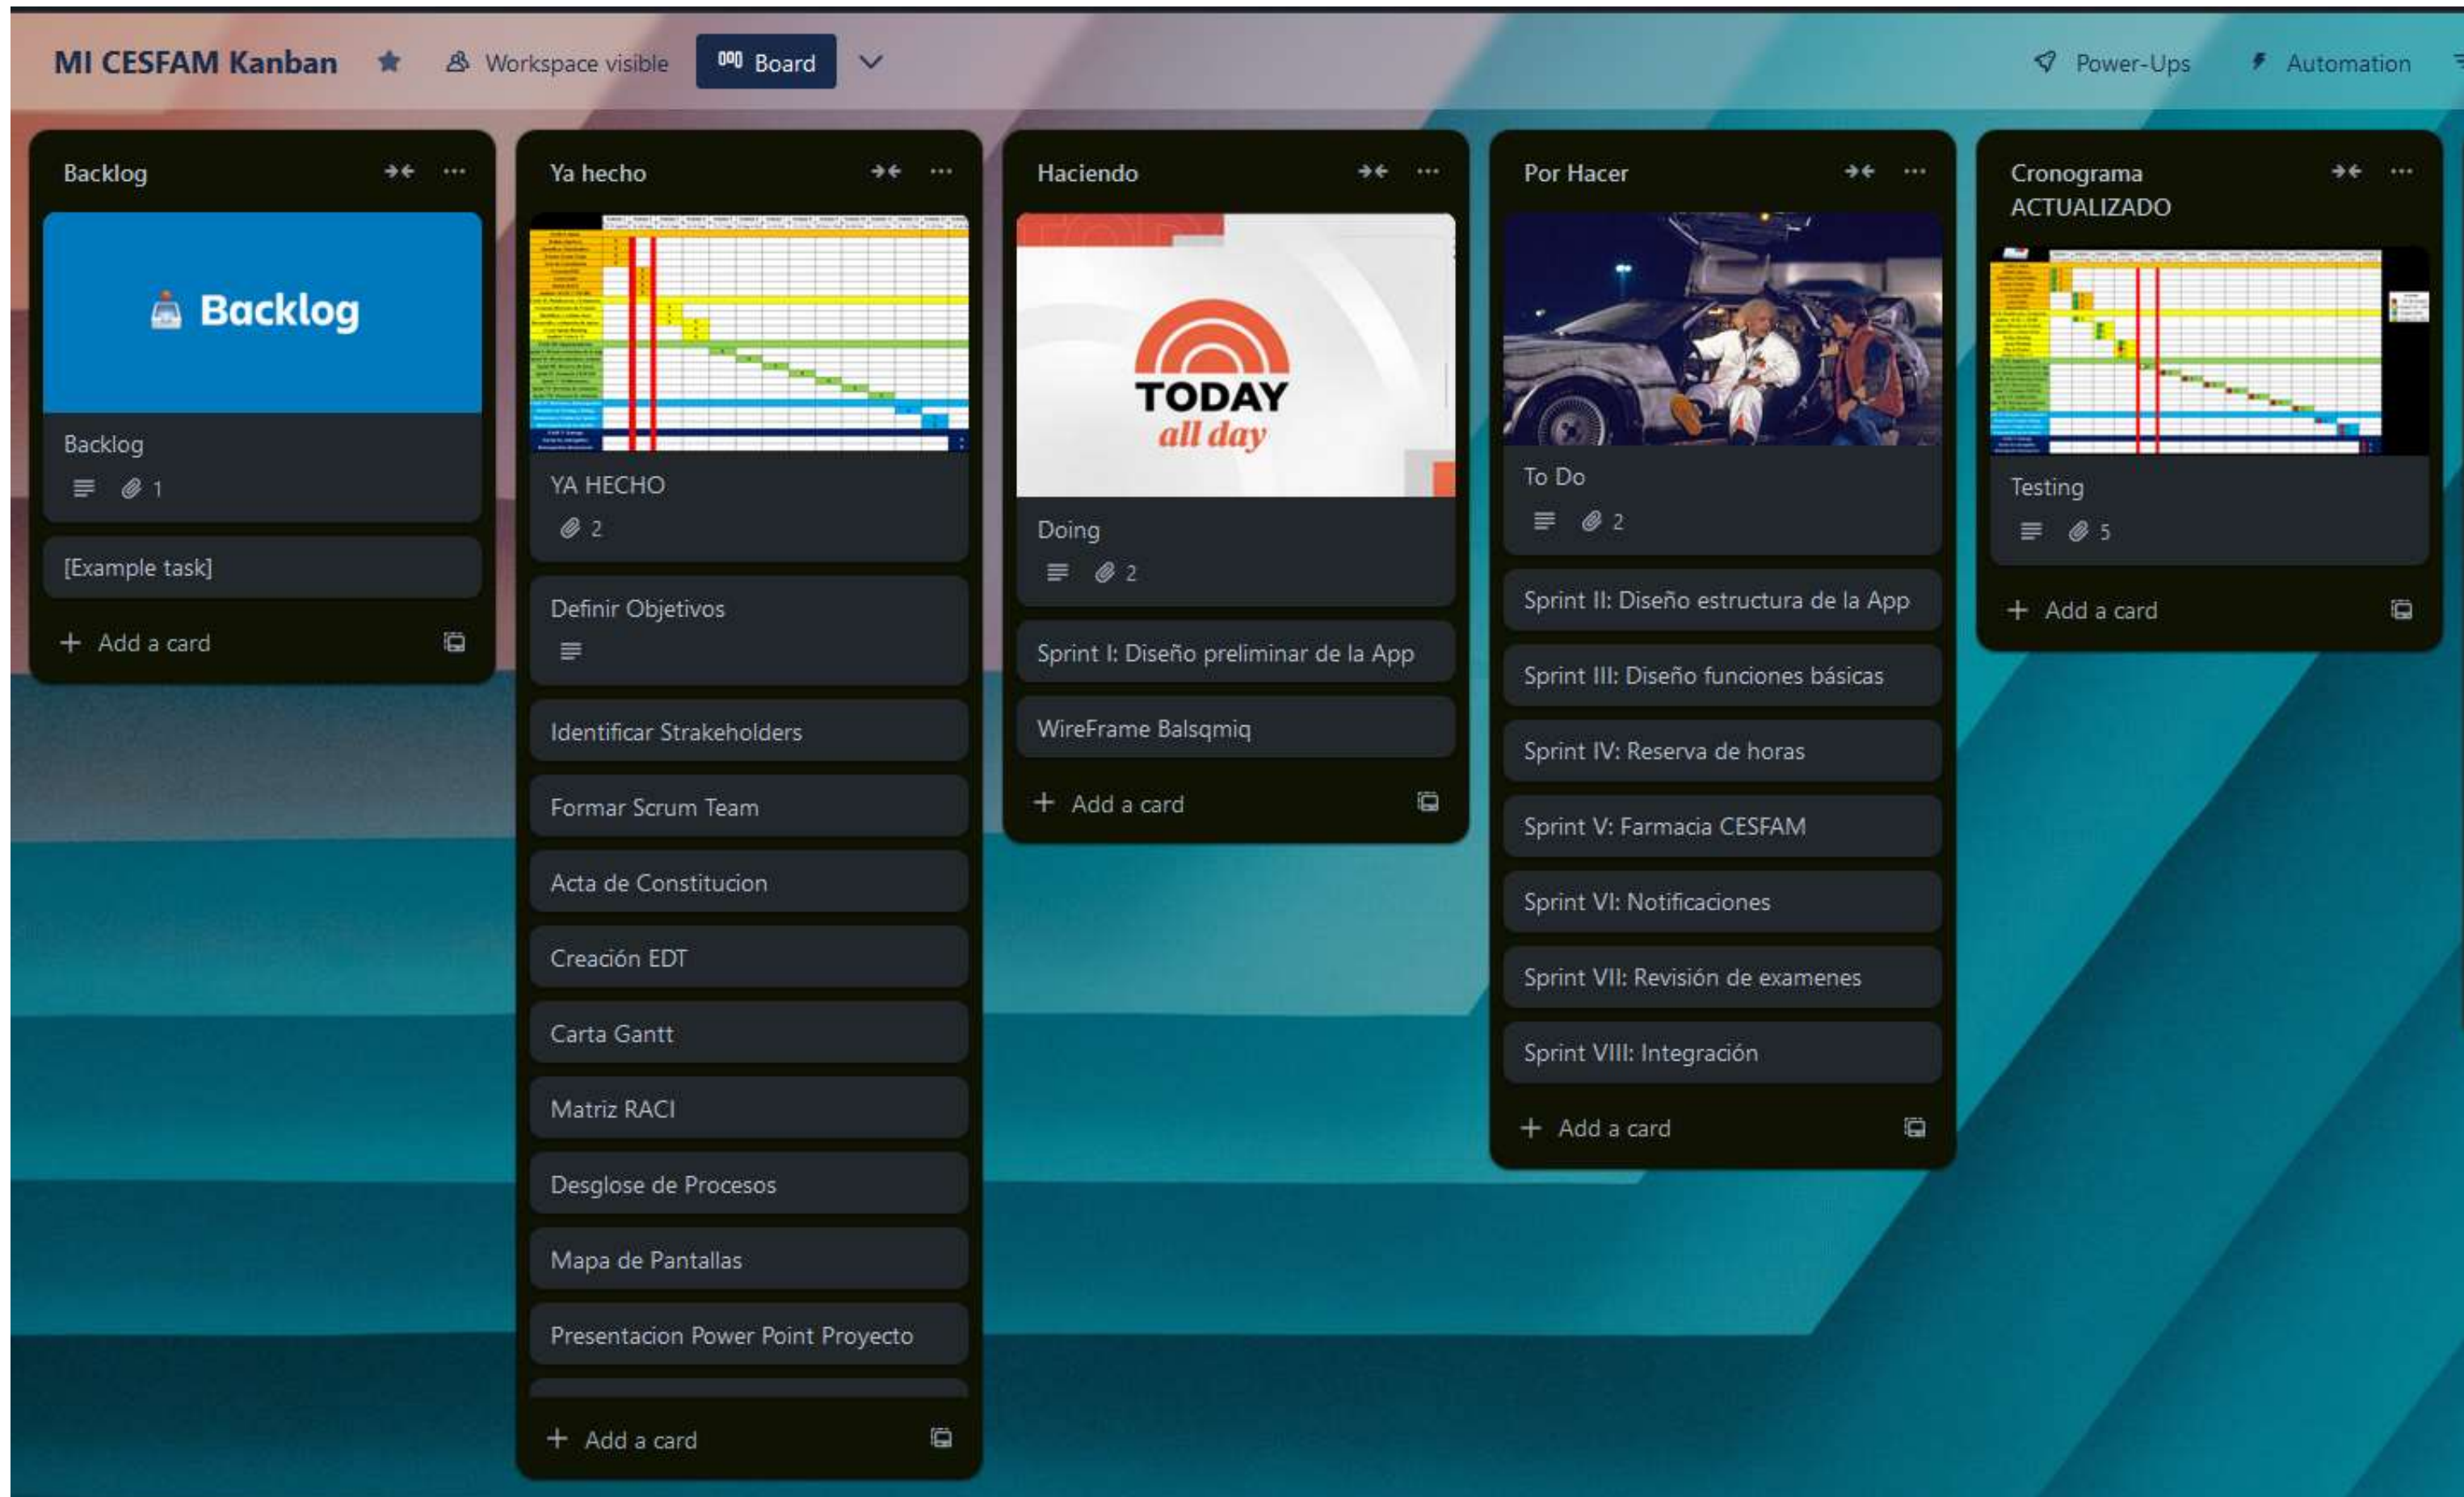 MI CESFAM Kanban
Workspace visible
Board
Power-Ups
Automation
Backlog
Backlog
Backlog
1
[Example task]
+ Add a card
Ya hecho
YA HECHO
2
Definir Objetivos
Identificar Strakeholders
Formar Scrum Team
Acta de Constitucion
Creación EDT
Carta Gantt
Matriz RACI
Desglose de Procesos
Mapa de Pantallas
Presentacion Power Point Proyecto
+ Add a card
Haciendo
TODAY
all day
Doing
2
Sprint I: Diseño preliminar de la App
WireFrame Balsqmiq
+ Add a card
Por Hacer
To Do
2
Sprint II: Diseño estructura de la App
Sprint III: Diseño funciones básicas
Sprint IV: Reserva de horas
Sprint V: Farmacia CESFAM
Sprint VI: Notificaciones
Sprint VII: Revisión de examenes
Sprint VIII: Integración
+ Add a card
Cronograma
ACTUALIZADO
Testing
5
+ Add a card